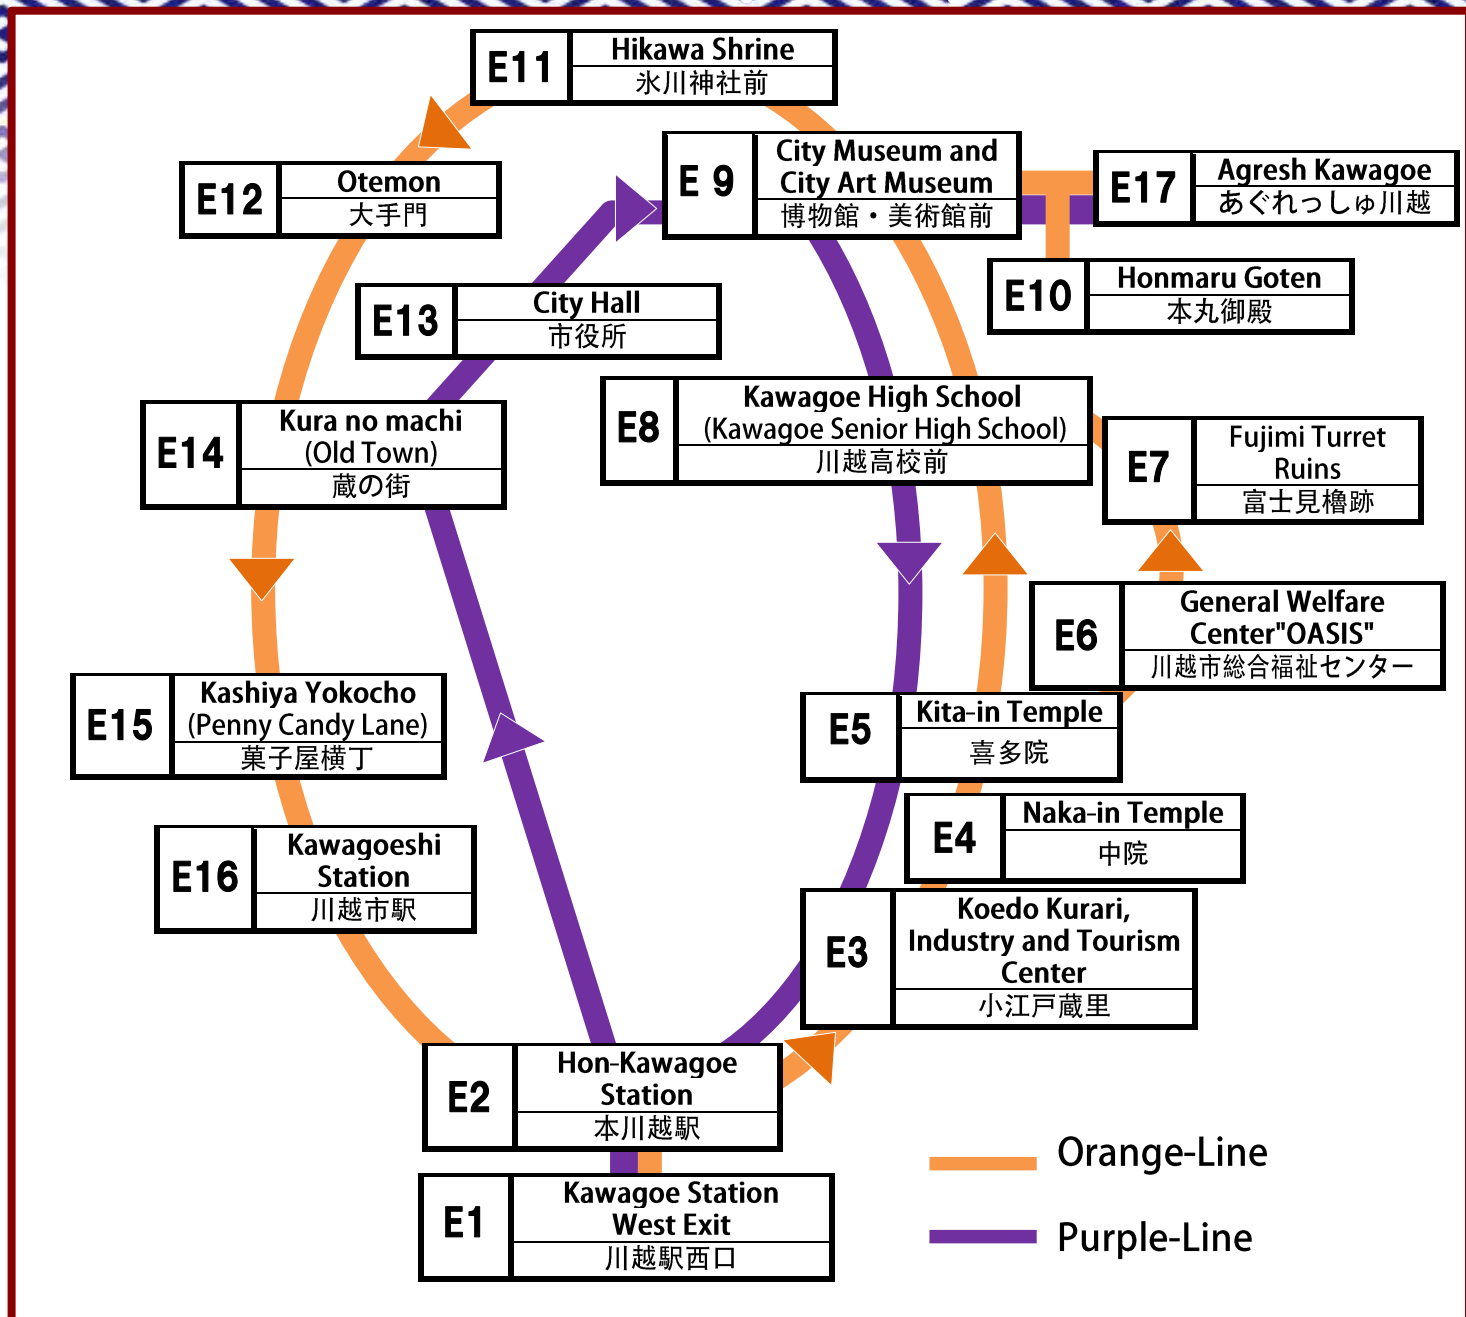 E11
Hikawa Shrine
氷川神社前
E 9
City Museum and
City Art Museum
博物館・美術館前
E17
Agresh Kawagoe
あぐれっしゅ川越
E12
Otemon
大手門
E10
Honmaru Goten
本丸御殿
E13
City Hall
市役所
E14
Kura no machi
(Old Town)
蔵の街
E8
Kawagoe High School
(Kawagoe Senior High School)
川越高校前
E7
Fujimi Turret
Ruins
富士見櫓跡
E6
General Welfare
Center"OASIS"
川越市総合福祉センター
E15
Kashiya Yokocho
(Penny Candy Lane)
菓子屋横丁
E5
Kita-in Temple
喜多院
E4
Naka-in Temple
中院
E16
Kawagoeshi
Station
川越市駅
E3
Koedo Kurari,
Industry and Tourism
Center
小江戸蔵里
E2
Hon-Kawagoe
Station
本川越駅
E1
Kawagoe Station
West Exit
川越駅西口
Orange-Line
Purple-Line